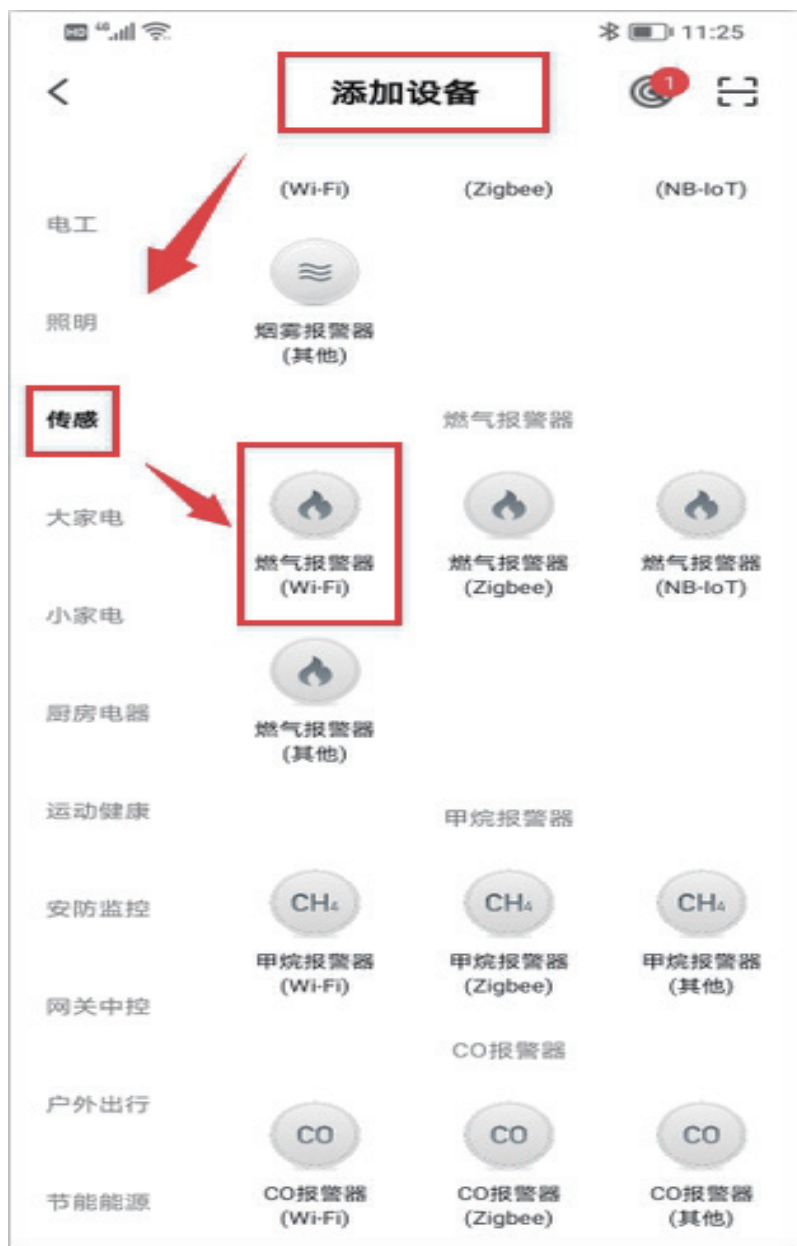 HD 4G 11:25
添加设备
1
(Wi-Fi) (Zigbee) (NB-IoT)
电工
照明
烟雾报警器
(其他)
传感
燃气报警器
大家电
燃气报警器 燃气报警器 燃气报警器
(Wi-Fi) (Zigbee) (NB-IoT)
小家电
厨房电器
燃气报警器
(其他)
运动健康
甲烷报警器
安防监控
CH₄ CH₄ CH₄
甲烷报警器 甲烷报警器 甲烷报警器
(Wi-Fi) (Zigbee) (其他)
网关中控
CO报警器
户外出行
CO CO CO
节能能源
CO报警器 CO报警器 CO报警器
(Wi-Fi) (Zigbee) (其他)